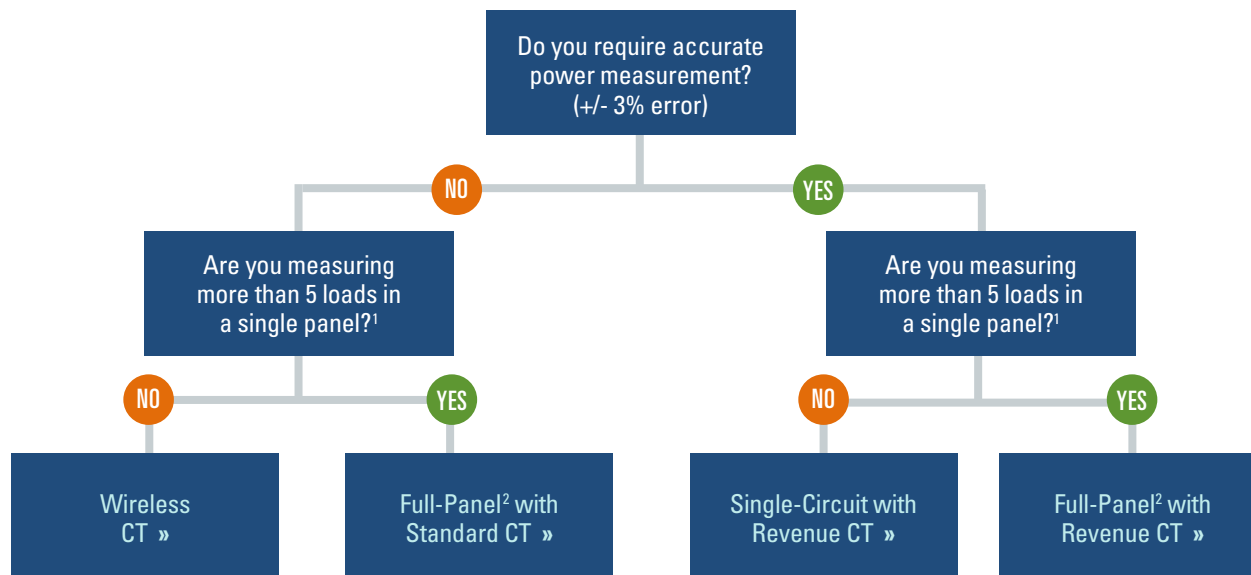 Do you require accurate
power measurement?
(+/- 3% error)
NO
YES
Are you measuring
more than 5 loads in
a single panel?¹
Are you measuring
more than 5 loads in
a single panel?¹
NO
YES
NO
YES
Wireless
CT »
Full-Panel² with
Standard CT »
Single-Circuit with
Revenue CT »
Full-Panel² with
Revenue CT »